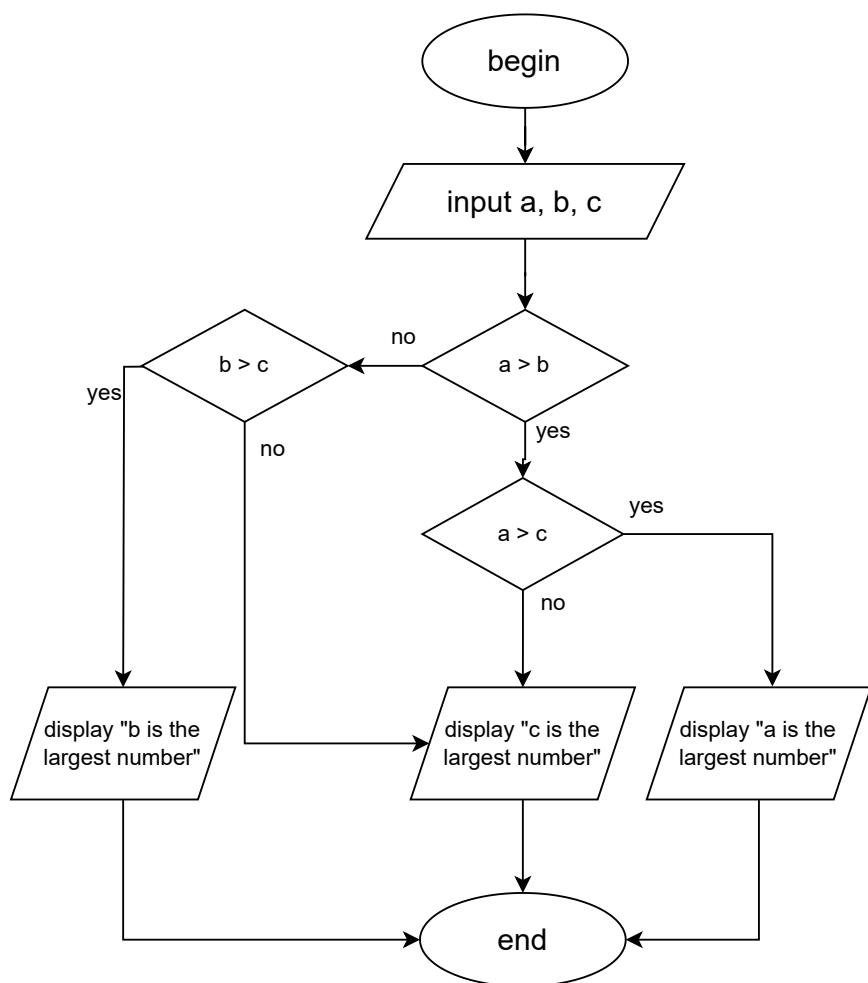 begin
input a, b, c
no
b > c
a > b
yes
yes
no
yes
a > c
no
display "b is the
largest number"
display "c is the
largest number"
display "a is the
largest number"
end